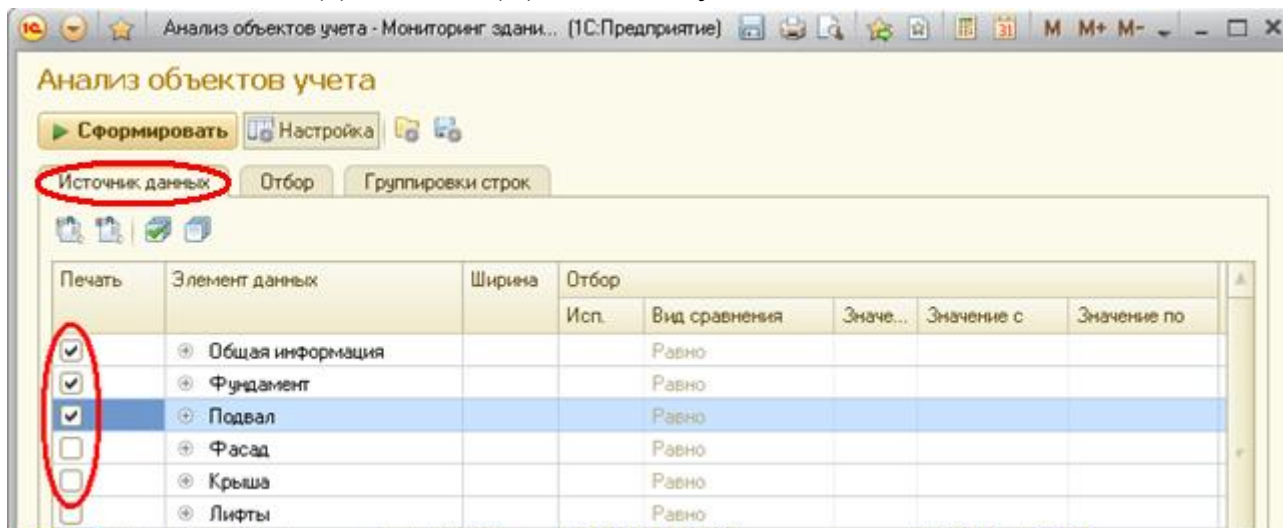 Анализ объектов учета - Мониторинг здани... (1С:Предприятие) 31 M M+ M-
Анализ объектов учета
Сформировать Настройка
Источник данных Отбор Группировки строк
Печать Элемент данных Ширина Отбор
Исп. Вид сравнения Значе... Значение с Значение по
Общая информация Равно
Фундамент Равно
Подвал Равно
Фасад Равно
Крыша Равно
Лифты Равно